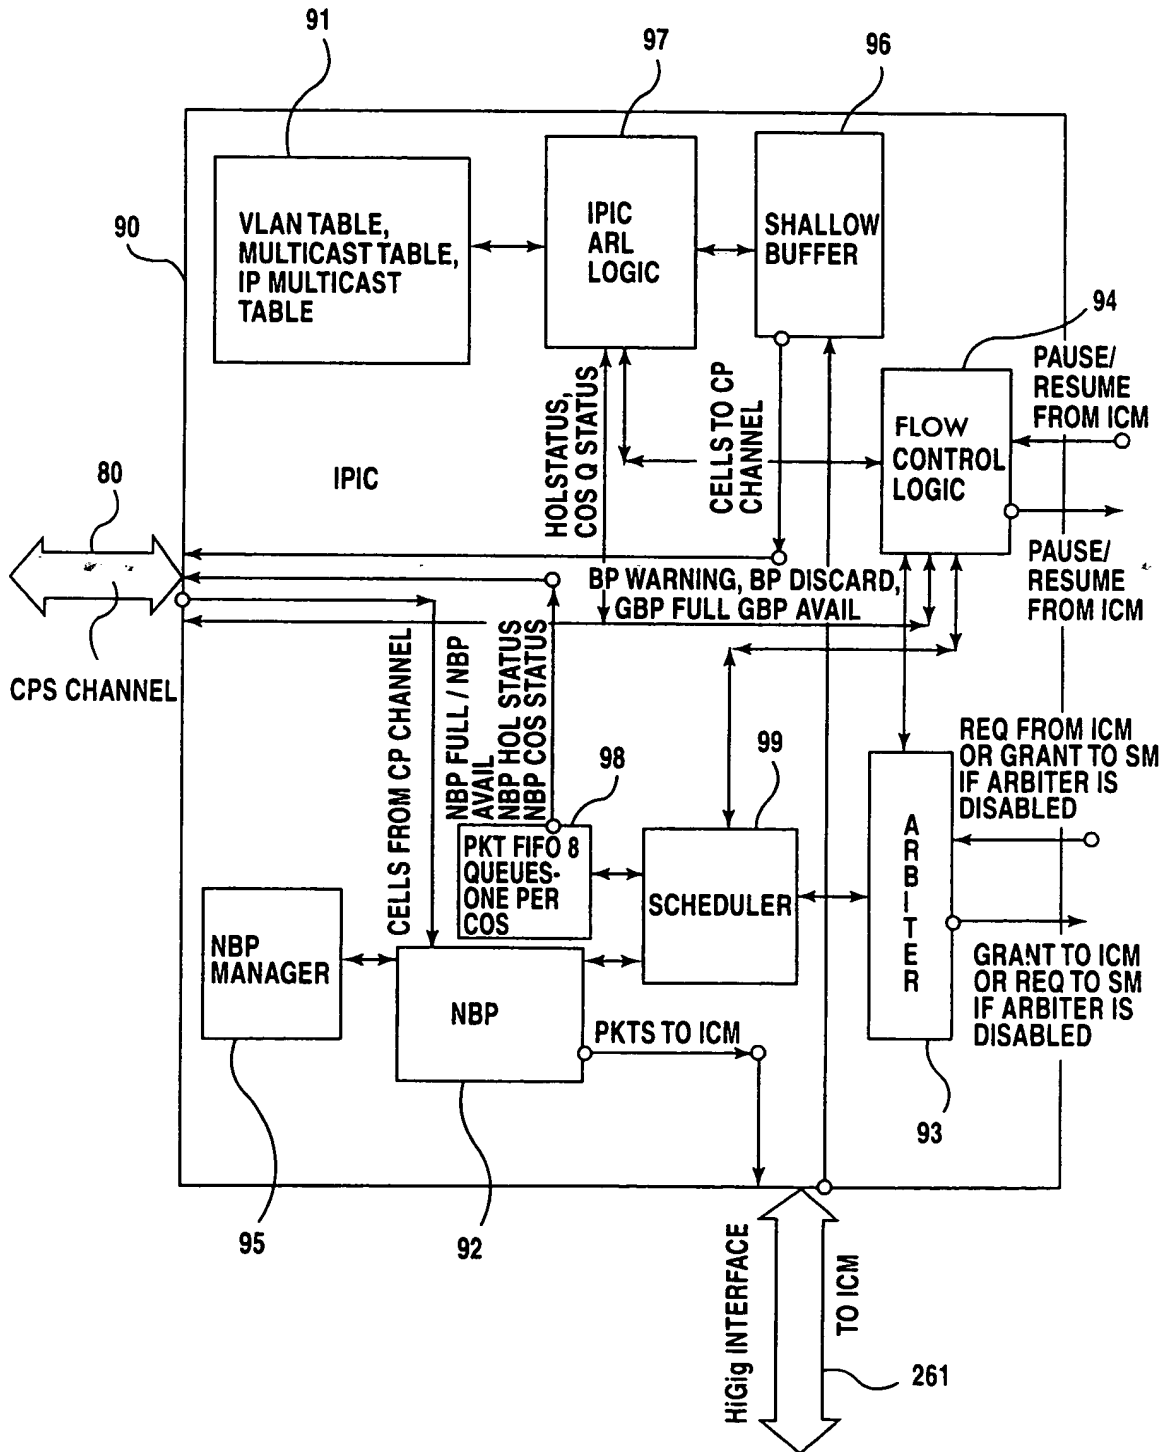 91
97
96
90
VLAN TABLE,
MULTICAST TABLE,
IP MULTICAST
TABLE
IPIC
ARL
LOGIC
SHALLOW
BUFFER
94
PAUSE/
RESUME
FROM ICM
FLOW
CONTROL
LOGIC
HOLSTATUS,
COS Q STATUS
CELLS TO CP
CHANNEL
IPIC
80
PAUSE/
RESUME
FROM ICM
BP WARNING, BP DISCARD,
GBP FULL GBP AVAIL
CPS CHANNEL
CELLS FROM CP CHANNEL
NBP FULL / NBP
AVAIL
NBP HOL STATUS
NBP COS STATUS
98
99
REQ FROM ICM
OR GRANT TO SM
IF ARBITER IS
DISABLED
PKT FIFO 8
QUEUES-
ONE PER
COS
SCHEDULER
ARBITER
NBP
MANAGER
NBP
GRANT TO ICM
OR REQ TO SM
IF ARBITER IS
DISABLED
PKTS TO ICM
93
95
92
HiGig INTERFACE
TO ICM
261